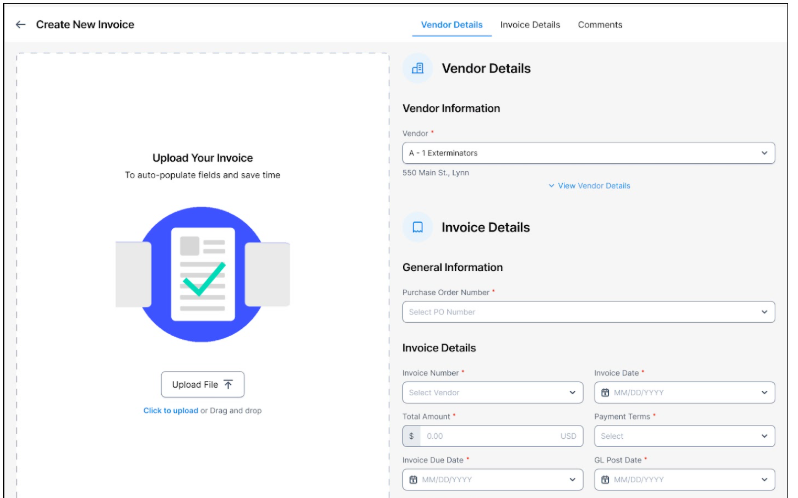 Create New Invoice
Vendor Details
Invoice Details
Comments
Upload Your Invoice
To auto-populate fields and save time
Upload File
Click to upload or Drag and drop
Vendor Details
Vendor Information
Vendor *
A - 1 Exterminators
550 Main St., Lynn
View Vendor Details
Invoice Details
General Information
Purchase Order Number *
Select PO Number
Invoice Details
Invoice Number *
Invoice Date *
Select Vendor
MM/DD/YYYY
Total Amount *
Payment Terms *
$ 0.00 USD
Select
Invoice Due Date *
GL Post Date *
MM/DD/YYYY
MM/DD/YYYY